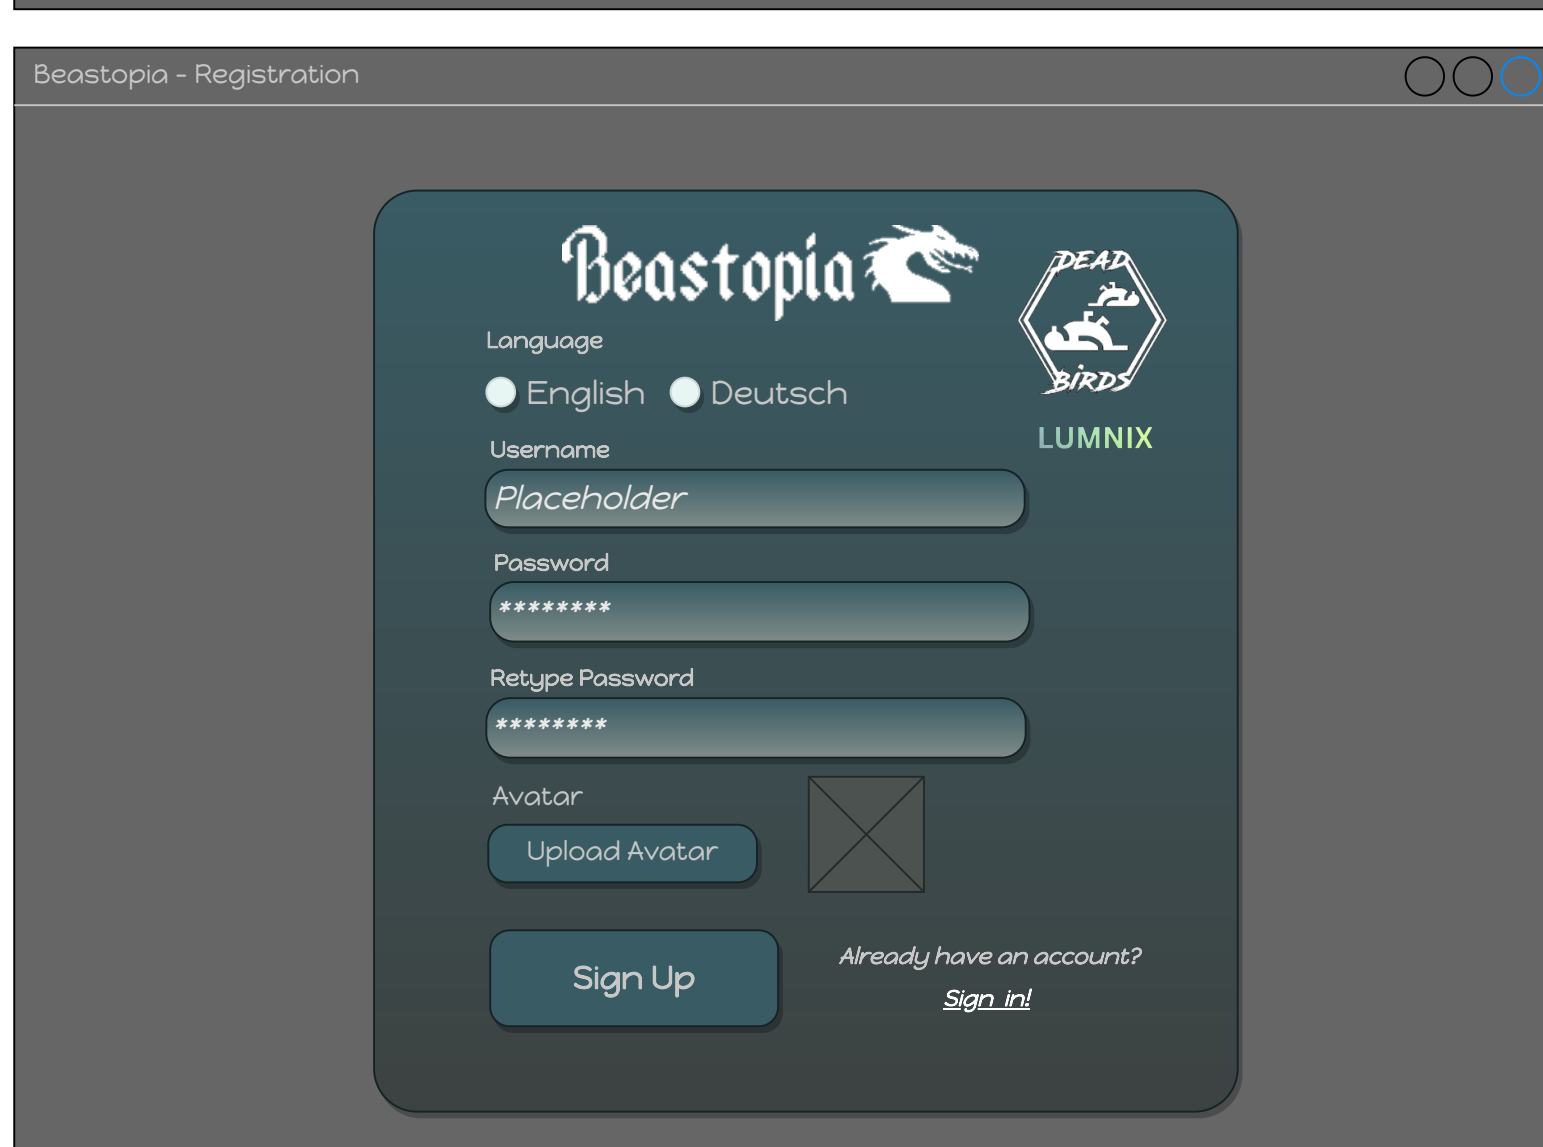 Beastopia - Registration
Beastopia
DEAD
BIRDS
LUMNIX
Language
English Deutsch
Username
Placeholder
Password
********
Retype Password
********
Avatar
Upload Avatar
Sign Up
Already have an account?
Sign in!